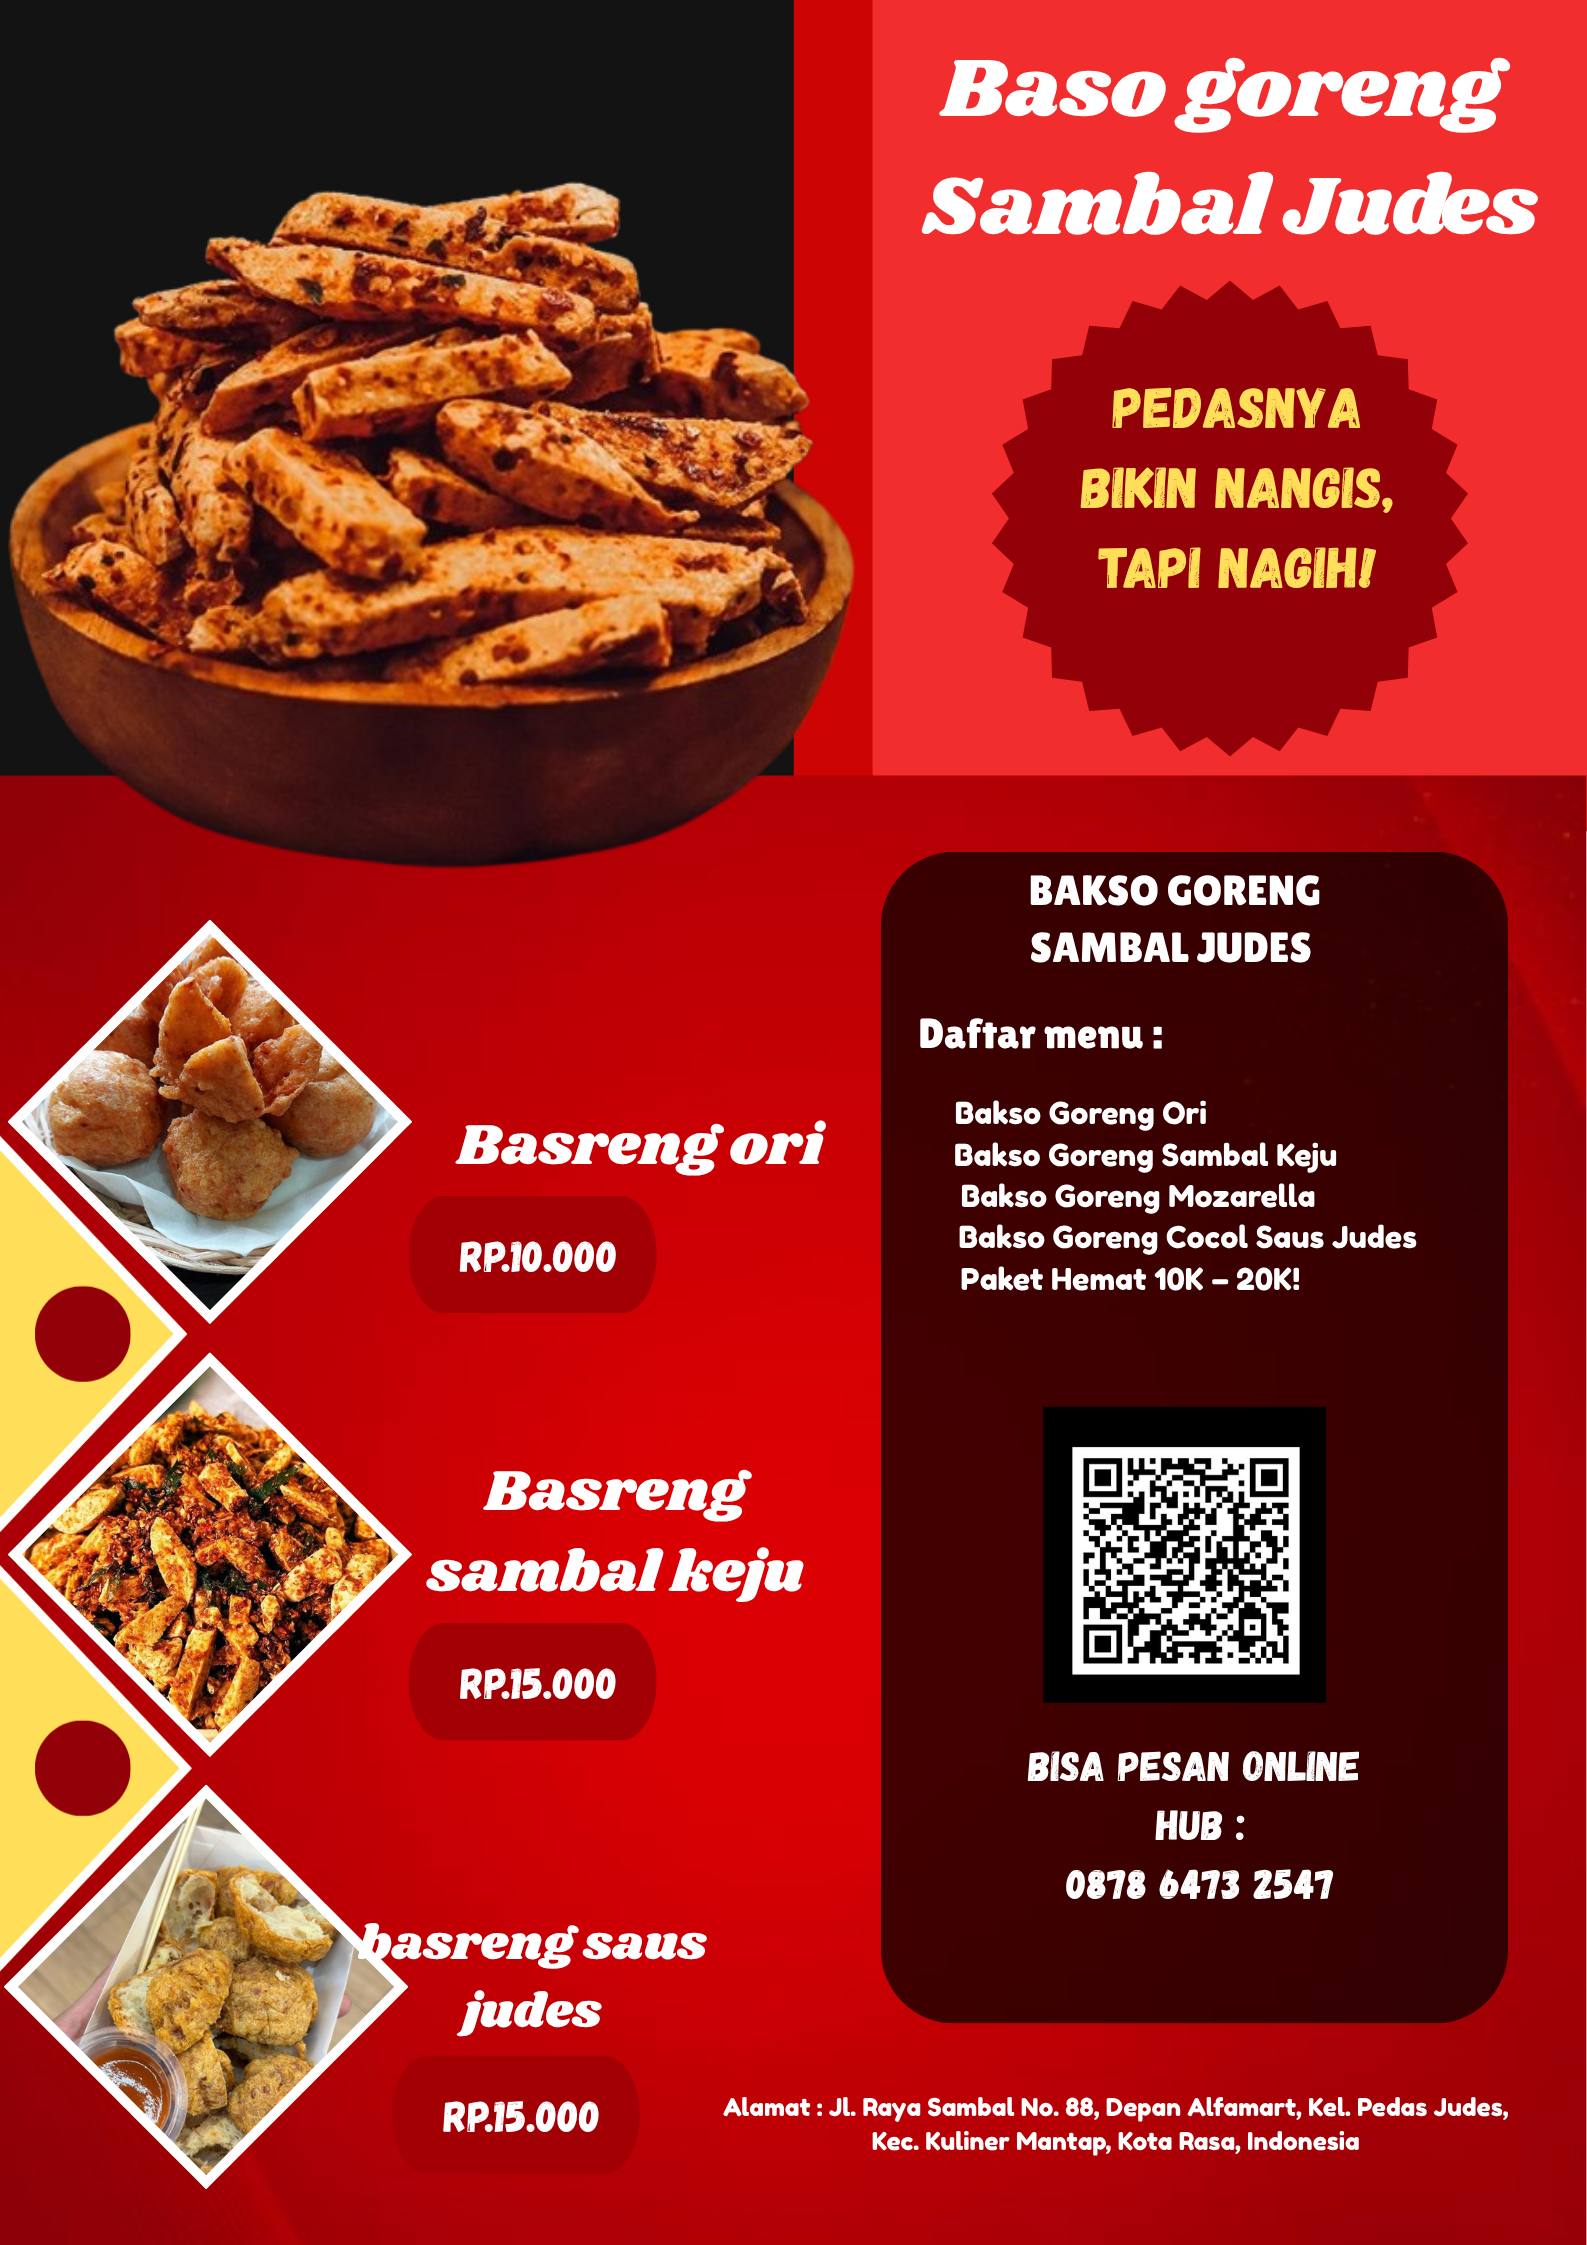 Baso goreng
Sambal Judes
PEDASNYA
BIKIN NANGIS,
TAPI NAGIH!
Basreng ori
RP.10.000
Basreng
sambal keju
RP.15.000
basreng saus
judes
RP.15.000
BAKSO GORENG
SAMBAL JUDES
Daftar menu :
Bakso Goreng Ori
Bakso Goreng Sambal Keju
Bakso Goreng Mozarella
Bakso Goreng Cocol Saus Judes
Paket Hemat 10K – 20K!
BISA PESAN ONLINE
HUB :
0878 6473 2547
Alamat : Jl. Raya Sambal No. 88, Depan Alfamart, Kel. Pedas Judes,
Kec. Kuliner Mantap, Kota Rasa, Indonesia